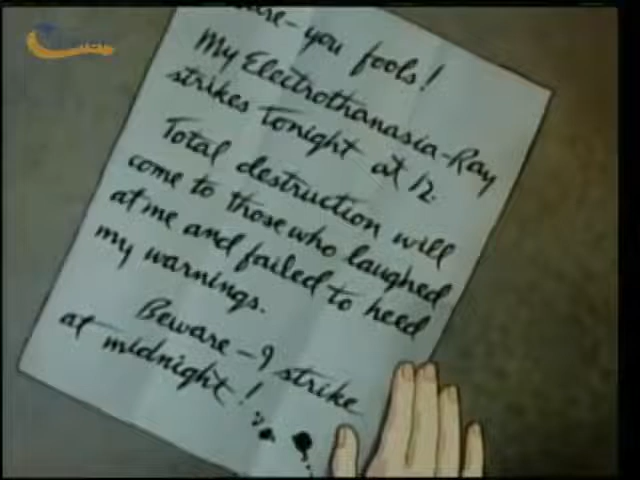 you fools!
My Electrothanasia-Ray
strikes tonight at 12.
Total destruction will
come to those who laughed
at me and failed to heed
my warnings.
Beware-I strike
at midnight!